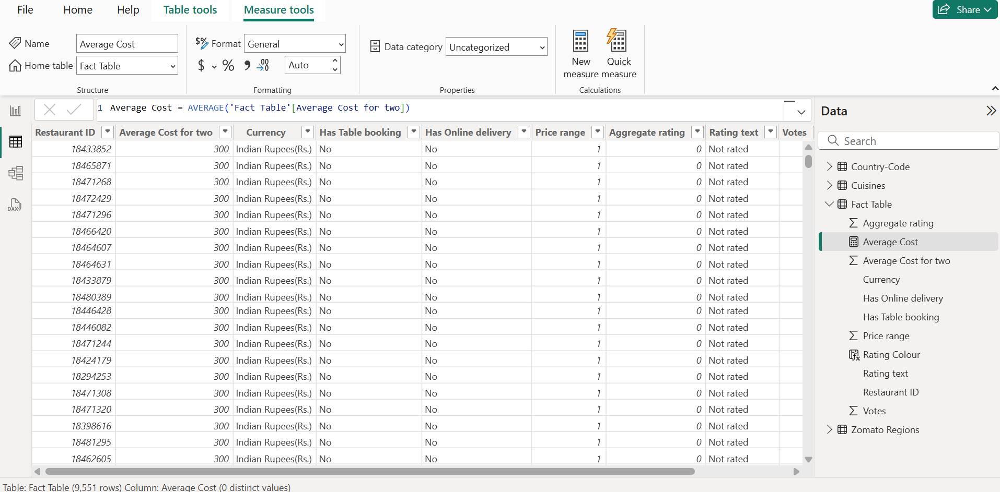 File Home Help Table tools Measure tools Share
Name Average Cost
Home table Fact Table
Structure
$% Format General
$ % , .00 Auto
Formatting
Data category Uncategorized
Properties
New measure
Quick measure
Calculations
1 Average Cost = AVERAGE('Fact Table'[Average Cost for two])
Restaurant ID Average Cost for two Currency Has Table booking Has Online delivery Price range Aggregate rating Rating text Votes
18433852 300 Indian Rupees(Rs.) No No 1 0 Not rated
18465871 300 Indian Rupees(Rs.) No No 1 0 Not rated
18471268 300 Indian Rupees(Rs.) No No 1 0 Not rated
18472429 300 Indian Rupees(Rs.) No No 1 0 Not rated
18471296 300 Indian Rupees(Rs.) No No 1 0 Not rated
18466420 300 Indian Rupees(Rs.) No No 1 0 Not rated
18464607 300 Indian Rupees(Rs.) No No 1 0 Not rated
18464631 300 Indian Rupees(Rs.) No No 1 0 Not rated
18433879 300 Indian Rupees(Rs.) No No 1 0 Not rated
18480389 300 Indian Rupees(Rs.) No No 1 0 Not rated
18446428 300 Indian Rupees(Rs.) No No 1 0 Not rated
18446082 300 Indian Rupees(Rs.) No No 1 0 Not rated
18471244 300 Indian Rupees(Rs.) No No 1 0 Not rated
18424179 300 Indian Rupees(Rs.) No No 1 0 Not rated
18294253 300 Indian Rupees(Rs.) No No 1 0 Not rated
18471308 300 Indian Rupees(Rs.) No No 1 0 Not rated
18471320 300 Indian Rupees(Rs.) No No 1 0 Not rated
18398616 300 Indian Rupees(Rs.) No No 1 0 Not rated
18481295 300 Indian Rupees(Rs.) No No 1 0 Not rated
18462605 300 Indian Rupees(Rs.) No No 1 0 Not rated
DAX
Data
Search
Country-Code
Cuisines
Fact Table
Aggregate rating
Average Cost
Average Cost for two
Currency
Has Online delivery
Has Table booking
Price range
Rating Colour
Rating text
Restaurant ID
Votes
Zomato Regions
Table: Fact Table (9,551 rows) Column: Average Cost (0 distinct values)